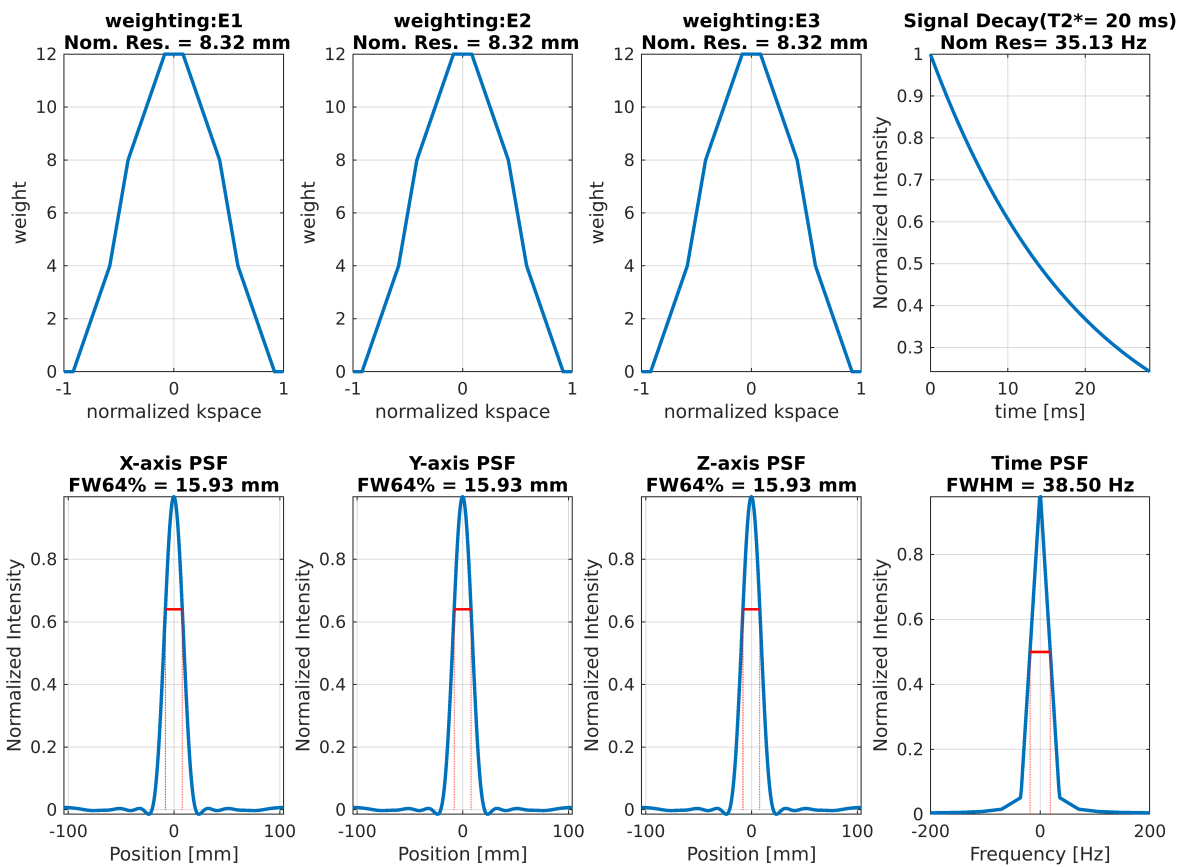 weighting:E1
Nom. Res. = 8.32 mm
12
10
8
6
4
2
0
weight
-1
0
1
normalized kspace
weighting:E2
Nom. Res. = 8.32 mm
12
10
8
6
4
2
0
weight
-1
0
1
normalized kspace
weighting:E3
Nom. Res. = 8.32 mm
12
10
8
6
4
2
0
weight
-1
0
1
normalized kspace
Signal Decay(T2*= 20 ms)
Nom Res= 35.13 Hz
1
0.9
0.8
0.7
0.6
0.5
0.4
0.3
Normalized Intensity
0
10
20
time [ms]
X-axis PSF
FW64% = 15.93 mm
0.8
0.6
0.4
0.2
0
Normalized Intensity
-100
0
100
Position [mm]
Y-axis PSF
FW64% = 15.93 mm
0.8
0.6
0.4
0.2
0
Normalized Intensity
-100
0
100
Position [mm]
Z-axis PSF
FW64% = 15.93 mm
0.8
0.6
0.4
0.2
0
Normalized Intensity
-100
0
100
Position [mm]
Time PSF
FWHM = 38.50 Hz
0.8
0.6
0.4
0.2
0
Normalized Intensity
-200
0
200
Frequency [Hz]